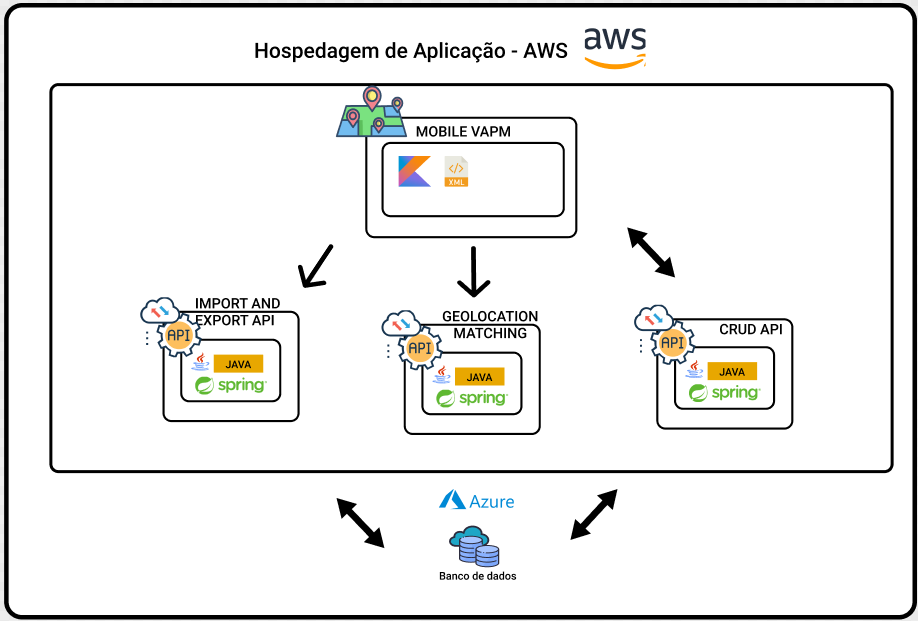 Hospedagem de Aplicação - AWS
aws
MOBILE VAPM
</>
XML
IMPORT AND
EXPORT API
API
JAVA
spring
GEOLOCATION
MATCHING
API
JAVA
spring
CRUD API
API
JAVA
spring
Azure
Banco de dados